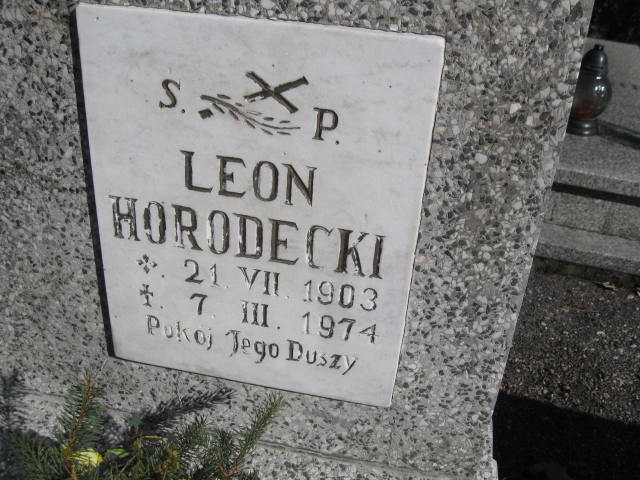 S. P.
LEON
HORODECKI
* 21. VII. 1903
† 7. III. 1974
Pokój Jego Duszy